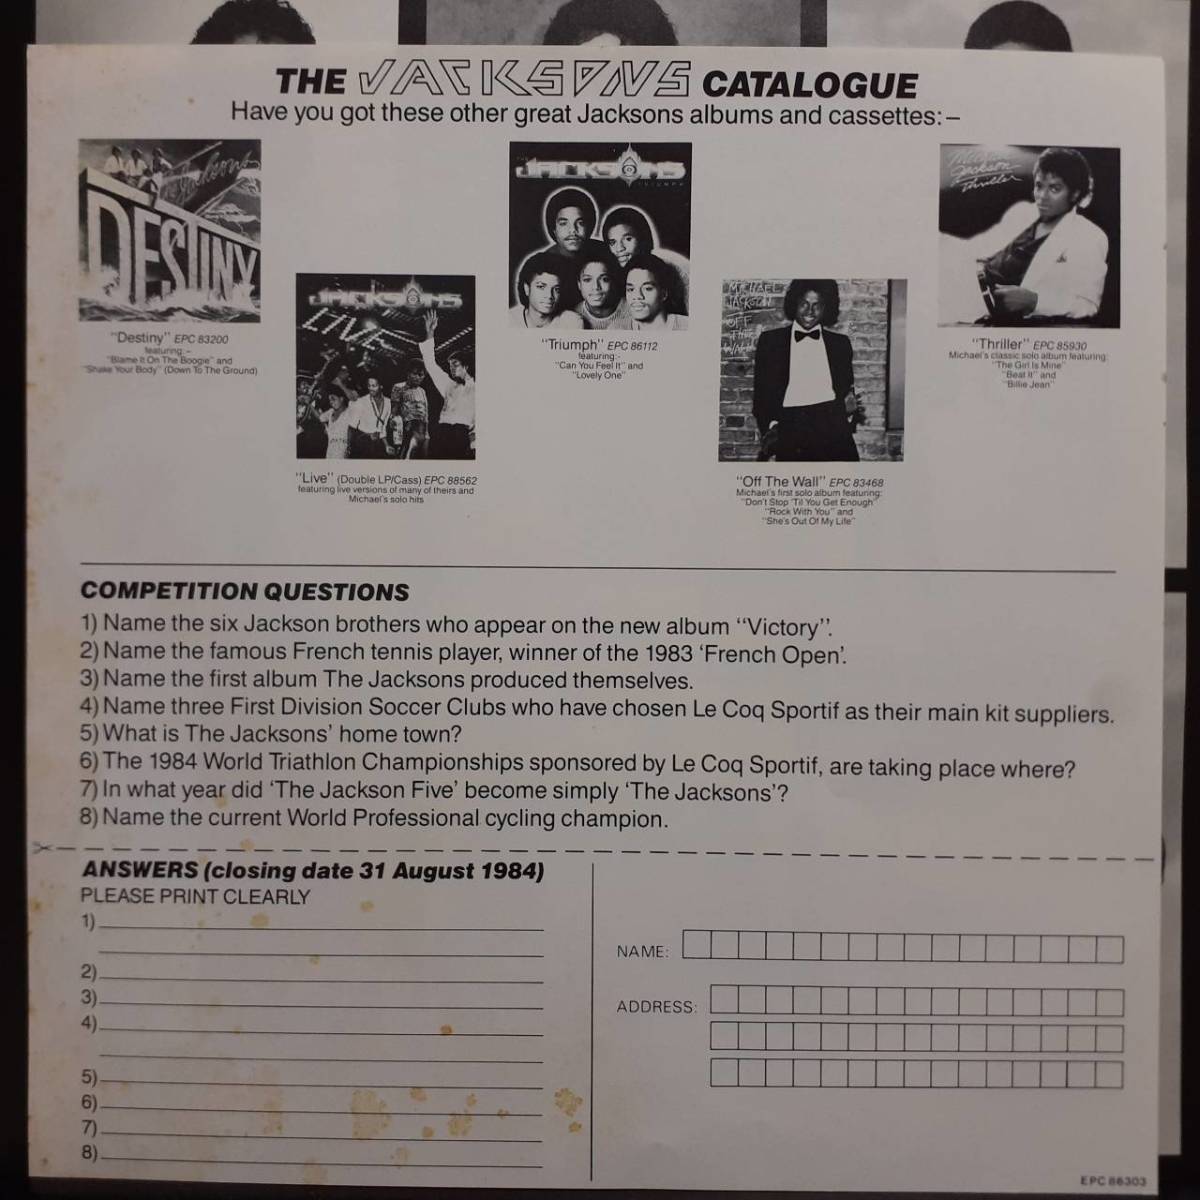 THE JACKSONS CATALOGUE
Have you got these other great Jacksons albums and cassettes:–
The Jacksons
DESTINY
"Destiny" EPC 83200
featuring:–
"Blame It On The Boogie" and
"Shake Your Body" (Down To The Ground)
JACKSONS
LIVE
"Live" (Double LP/Cass) EPC 88562
featuring live versions of many of theirs and
Michael's solo hits
THE
JACKSONS
TRIUMPH
"Triumph" EPC 86112
featuring:-
"Can You Feel It" and
"Lovely One"
MICHAEL
JACKSON
OFF
THE
WALL
"Off The Wall" EPC 83468
Michael's first solo album featuring:
"Don't Stop 'Til You Get Enough"
"Rock With You" and
"She's Out Of My Life"
Michael
Jackson
Thriller
"Thriller" EPC 85930
Michael's classic solo album featuring:
"The Girl Is Mine"
"Beat It" and
"Billie Jean"
COMPETITION QUESTIONS
1) Name the six Jackson brothers who appear on the new album "Victory".
2) Name the famous French tennis player, winner of the 1983 'French Open'.
3) Name the first album The Jacksons produced themselves.
4) Name three First Division Soccer Clubs who have chosen Le Coq Sportif as their main kit suppliers.
5) What is The Jacksons' home town?
6) The 1984 World Triathlon Championships sponsored by Le Coq Sportif, are taking place where?
7) In what year did 'The Jackson Five' become simply 'The Jacksons'?
8) Name the current World Professional cycling champion.
ANSWERS (closing date 31 August 1984)
PLEASE PRINT CLEARLY
1)
2)
3)
4)
5)
6)
7)
8)
NAME:
ADDRESS:
EPC 86303